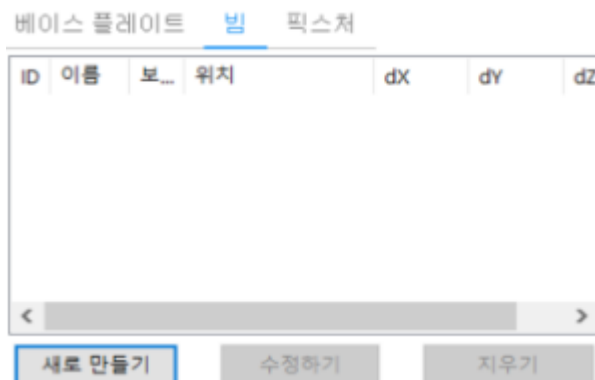 베이스 플레이트 빔 픽스처
ID 이름 보... 위치 dX dY dZ
새로 만들기 수정하기 지우기